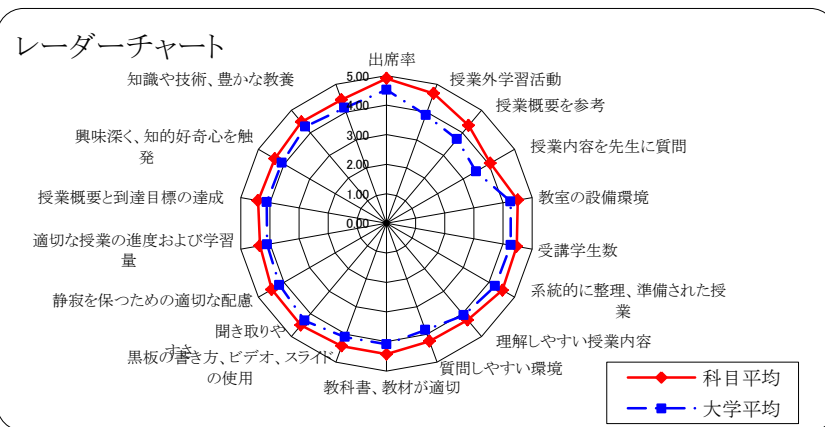 レーダーチャート
出席率
授業外学習活動
授業概要を参考
授業内容を先生に質問
教室の設備環境
受講学生数
系統的に整理、準備された授
業
理解しやすい授業内容
質問しやすい環境
教科書、教材が適切
黒板の書き方、ビデオ、スライド
の使用
聞き取りや
すさ
静寂を保つための適切な配慮
適切な授業の進度および学習
量
授業概要と到達目標の達成
興味深く、知的好奇心を触
発
知識や技術、豊かな教養
5.00
4.00
3.00
2.00
1.00
0.00
科目平均
大学平均